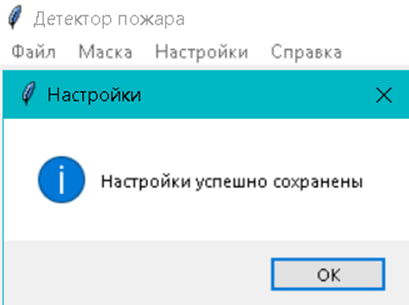 Детектор пожара
Файл Маска Настройки Справка
Настройки
Настройки успешно сохранены
OK